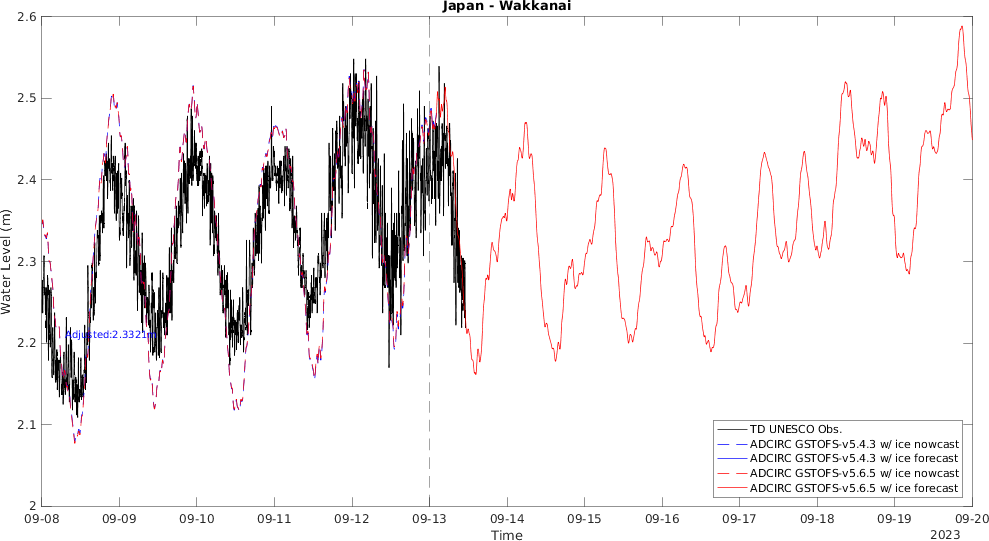 Japan - Wakkanai
2.6
2.5
2.4
2.3
2.2
2.1
2
Water Level (m)
Adjusted:2.3321m
TD UNESCO Obs.
ADCIRC GSTOFS-v5.4.3 w/ ice nowcast
ADCIRC GSTOFS-v5.4.3 w/ ice forecast
ADCIRC GSTOFS-v5.6.5 w/ ice nowcast
ADCIRC GSTOFS-v5.6.5 w/ ice forecast
09-08 09-09 09-10 09-11 09-12 09-13 09-14 09-15 09-16 09-17 09-18 09-19 09-20
Time 2023